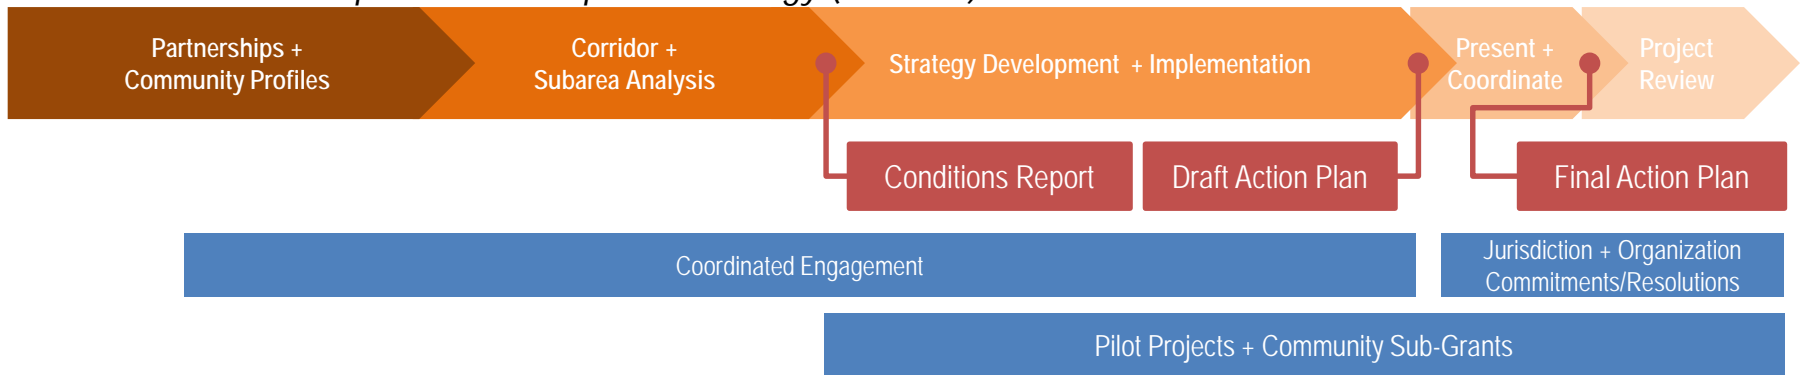 Partnerships +
Community Profiles
Corridor +
Subarea Analysis
Strategy Development + Implementation
Present +
Coordinate
Project
Review
Conditions Report
Draft Action Plan
Final Action Plan
Coordinated Engagement
Jurisdiction + Organization
Commitments/Resolutions
Pilot Projects + Community Sub-Grants